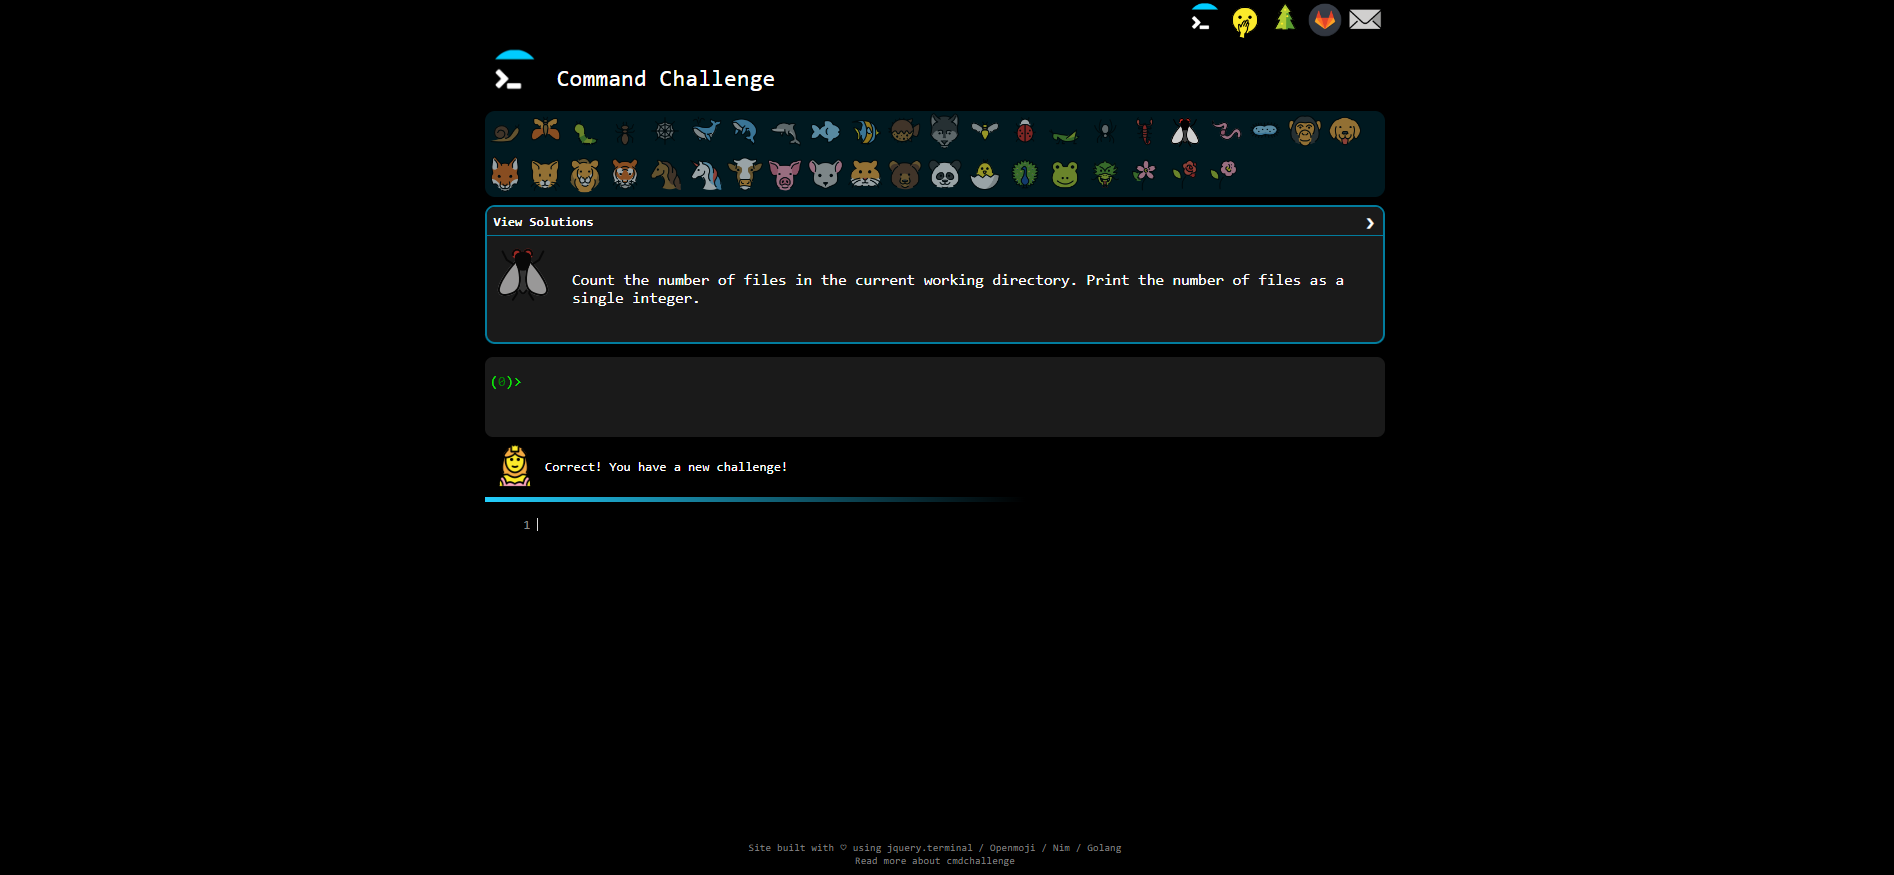 Command Challenge
View Solutions
Count the number of files in the current working directory. Print the number of files as a
single integer.
(0)>
Correct! You have a new challenge!
1
Site built with ♡ using jquery.terminal / Openmoji / Nim / Golang
Read more about cmdchallenge